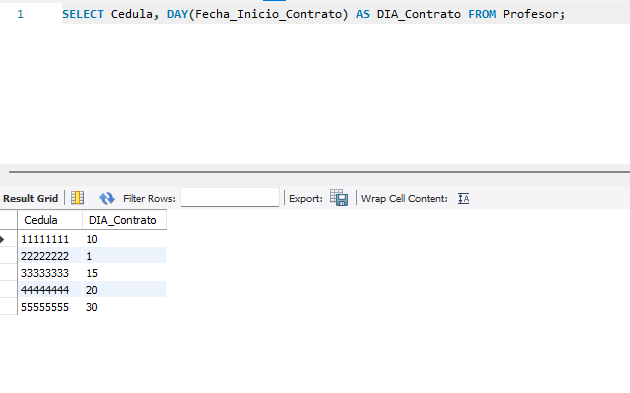 1 SELECT Cedula, DAY(Fecha_Inicio_Contrato) AS DIA_Contrato FROM Profesor;
Result Grid Filter Rows: Export: Wrap Cell Content: IA
Cedula DIA_Contrato
11111111 10
22222222 1
33333333 15
44444444 20
55555555 30